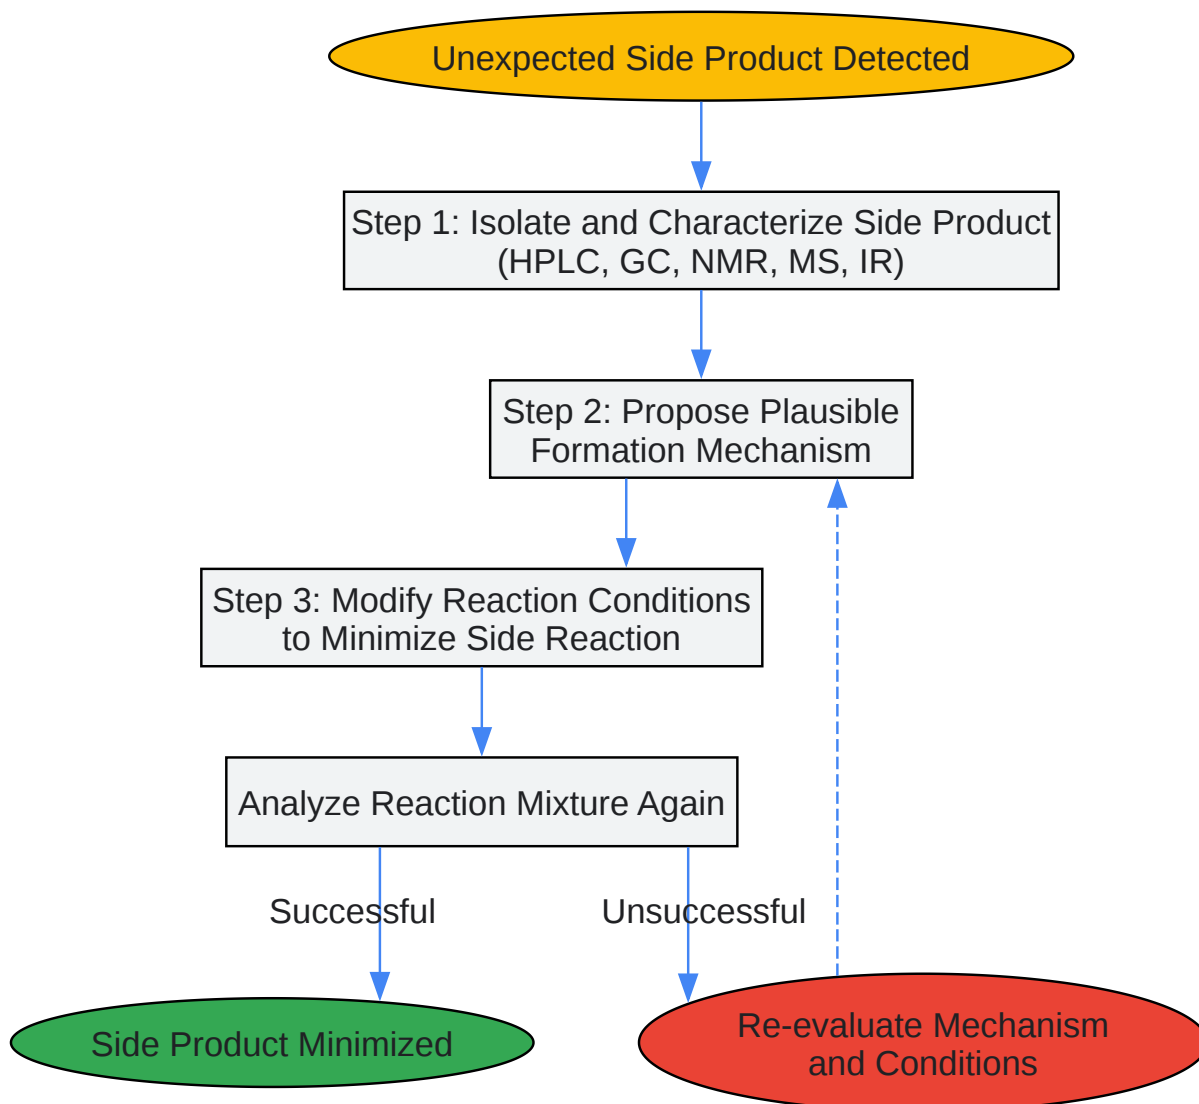 Unexpected Side Product Detected
Step 1: Isolate and Characterize Side Product
(HPLC, GC, NMR, MS, IR)
Step 2: Propose Plausible
Formation Mechanism
Step 3: Modify Reaction Conditions
to Minimize Side Reaction
Analyze Reaction Mixture Again
Successful
Unsuccessful
Side Product Minimized
Re-evaluate Mechanism
and Conditions